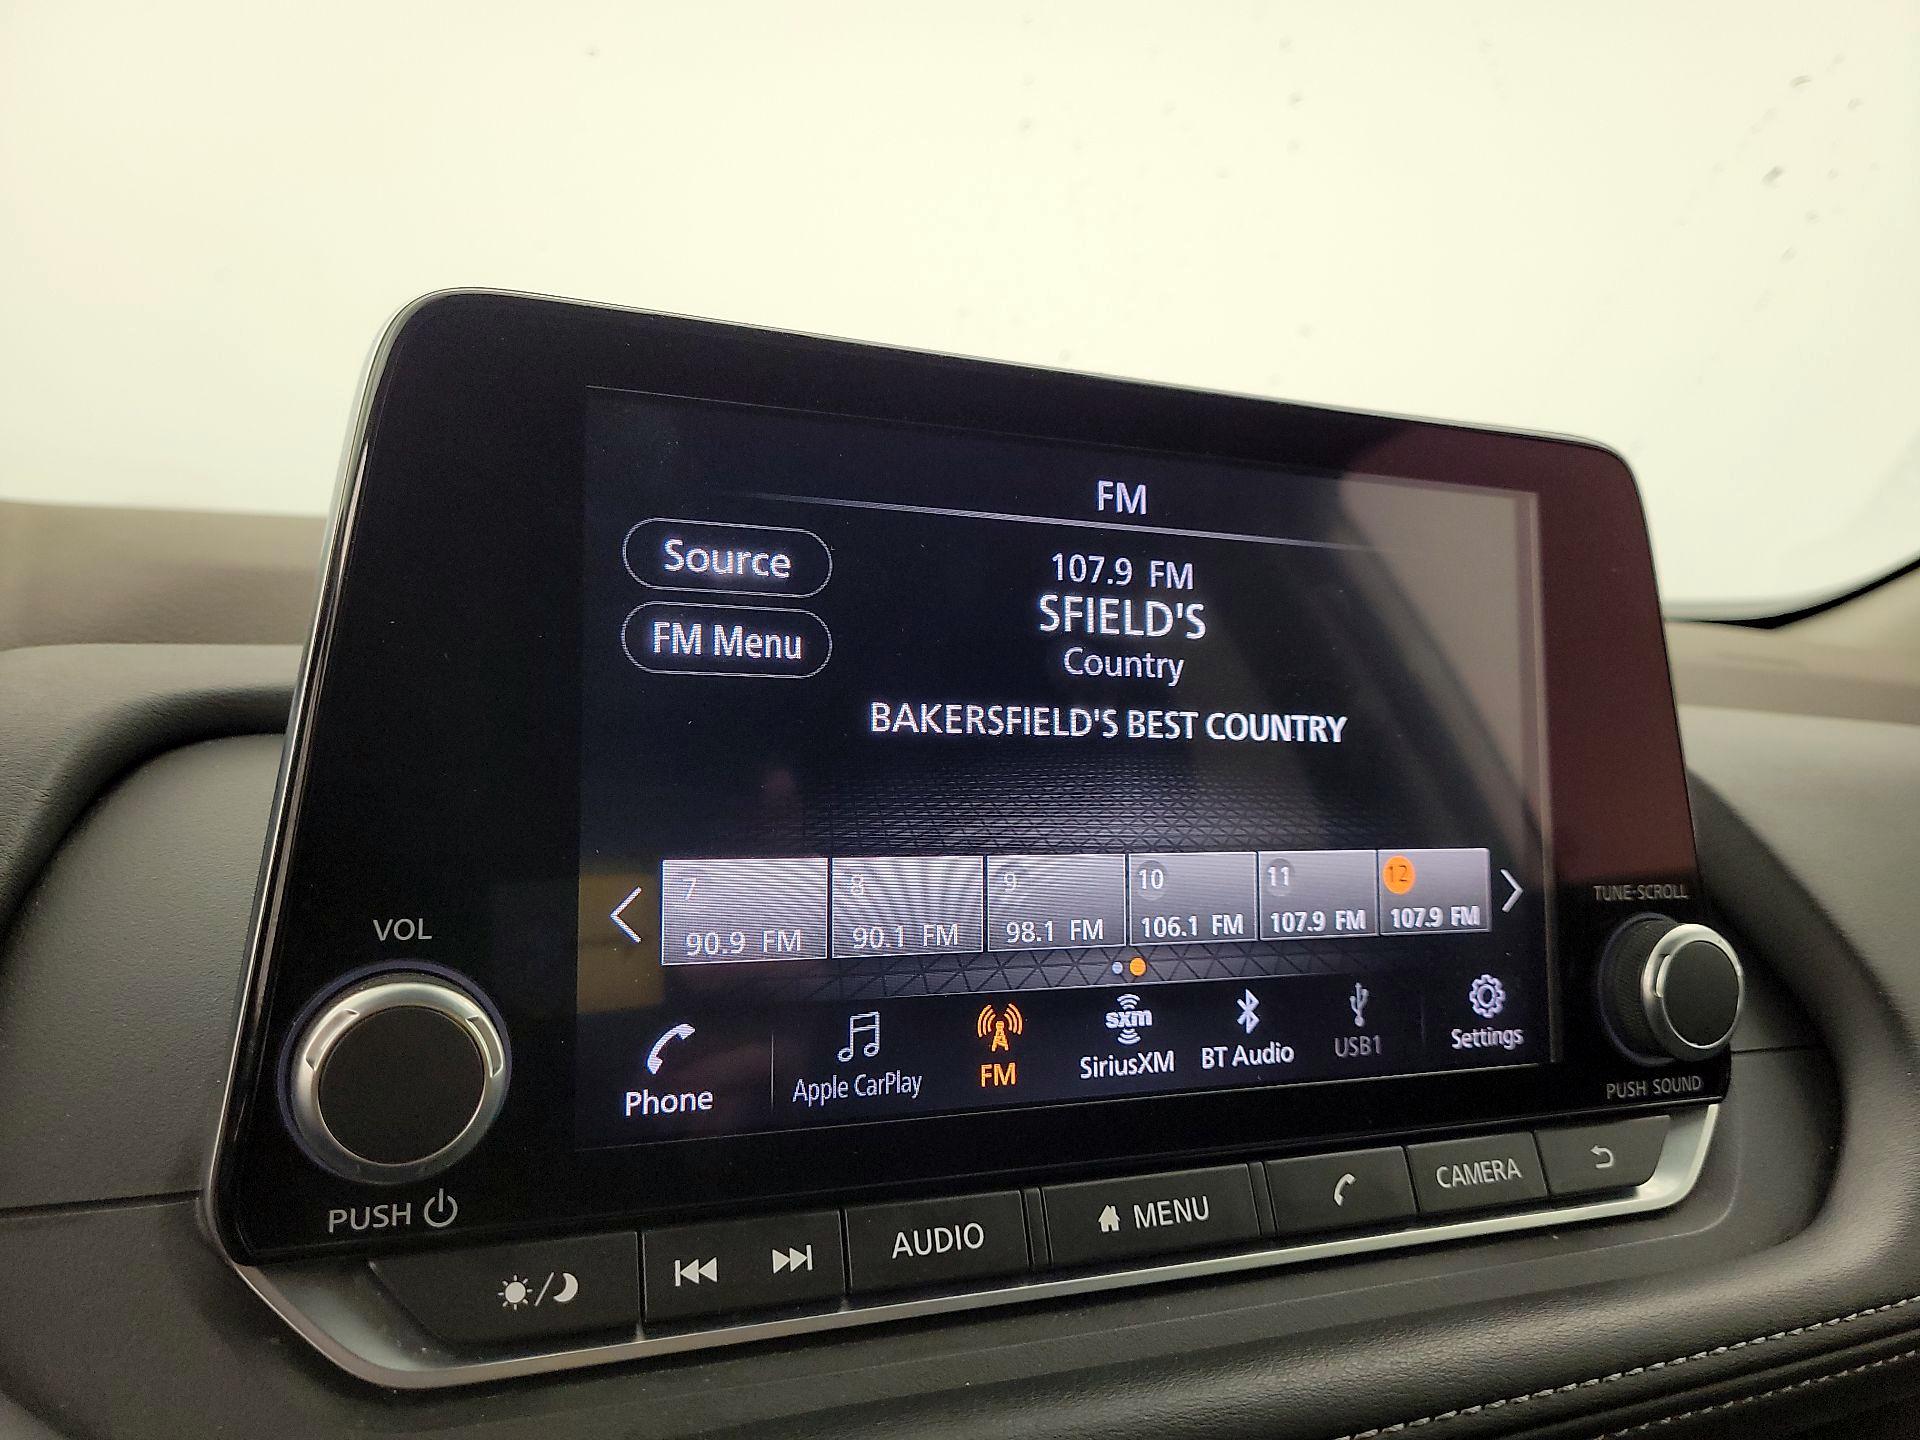 FM
Source
107.9 FM
SFIELD'S
FM Menu
Country
BAKERSFIELD'S BEST COUNTRY
7 8 9 10 11 12
90.9 FM 90.1 FM 98.1 FM 106.1 FM 107.9 FM 107.9 FM
TUNE-SCROLL
VOL
sxm
Phone Apple CarPlay FM SiriusXM BT Audio USB1 Settings
PUSH SOUND
PUSH
AUDIO MENU CAMERA